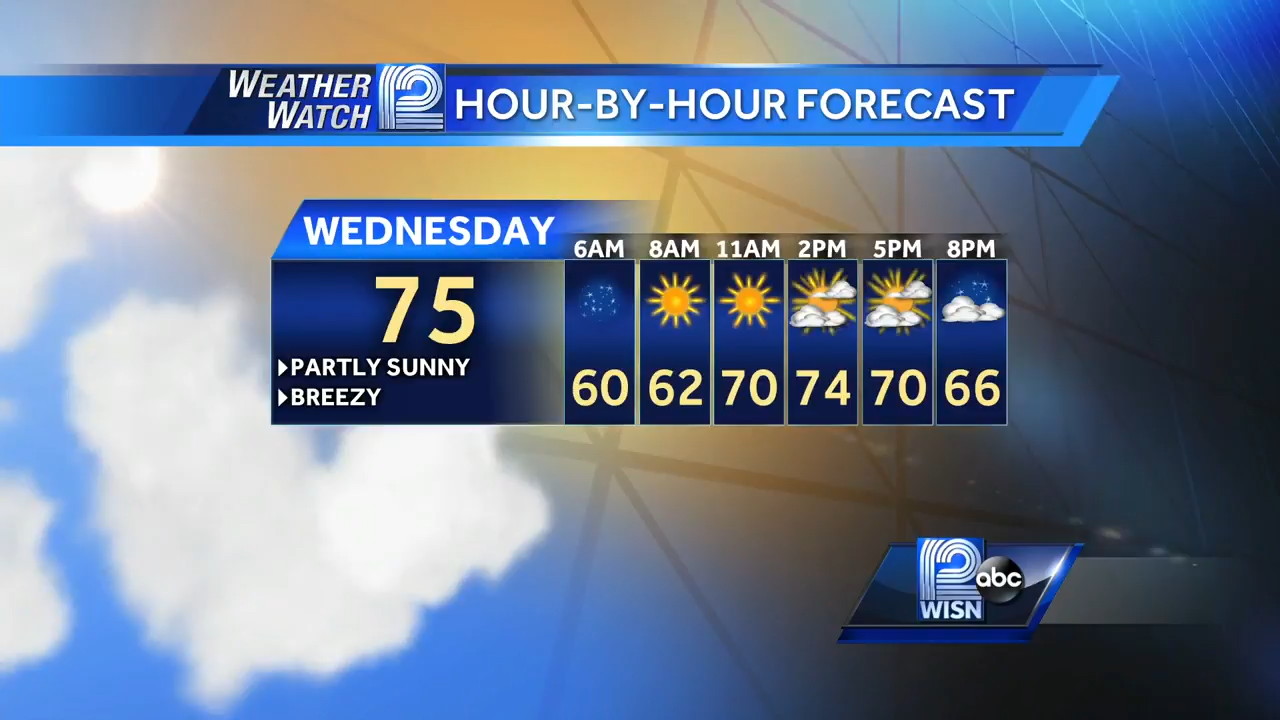 WEATHER WATCH 12 HOUR-BY-HOUR FORECAST
WEDNESDAY
6AM 8AM 11AM 2PM 5PM 8PM
75
PARTLY SUNNY
BREEZY
60 62 70 74 70 66
12 abc
WISN